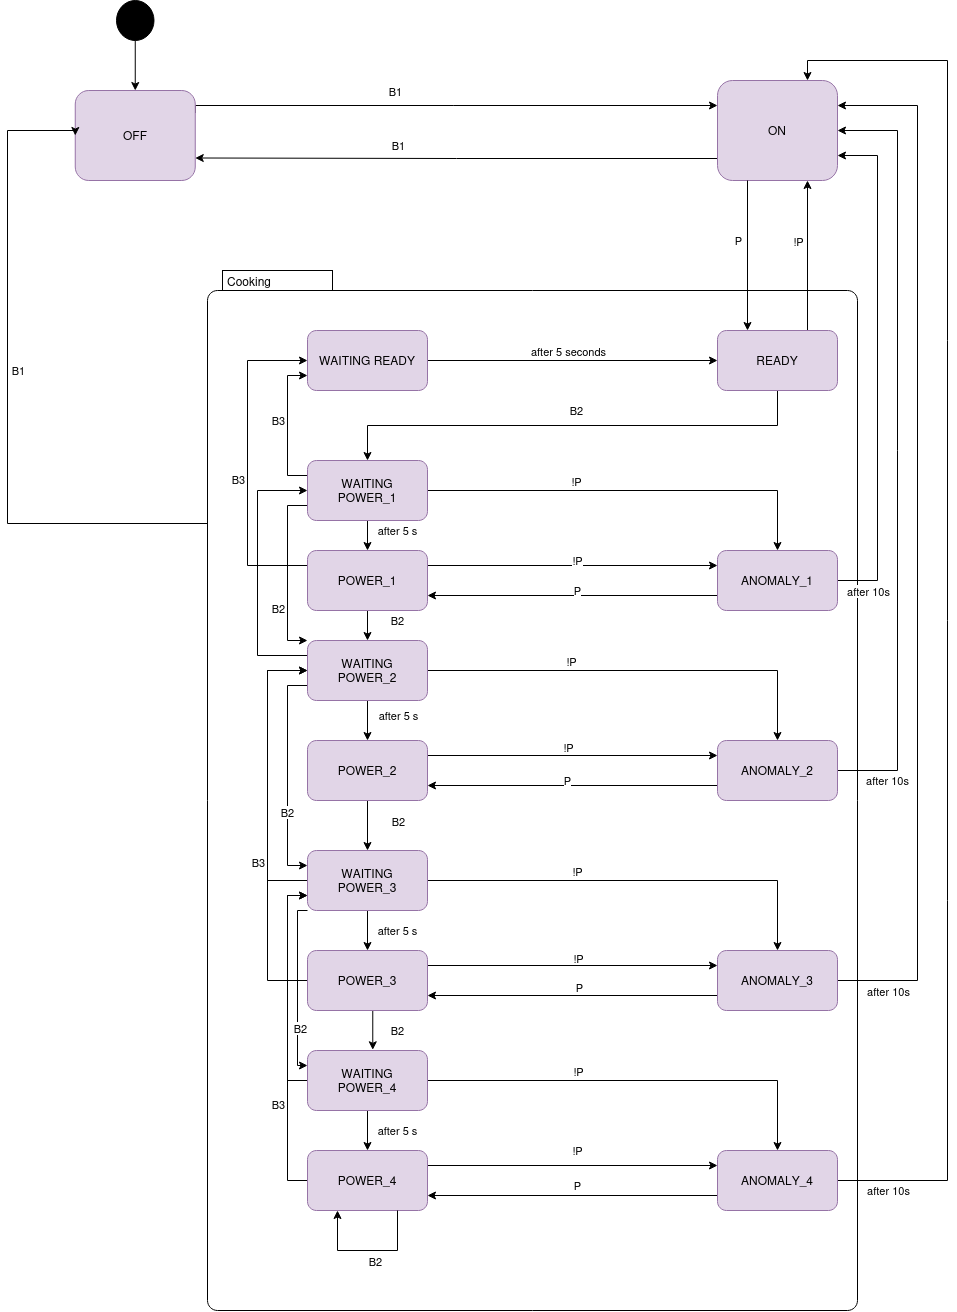 B1
OFF
ON
B1
P
!P
Cooking
WAITING READY
after 5 seconds
READY
B1
B2
B3
B3
WAITING
POWER_1
!P
after 5 s
POWER_1
!P
P
ANOMALY_1
after 10s
B2
B2
WAITING
POWER_2
!P
after 5 s
POWER_2
!P
P
ANOMALY_2
after 10s
B2
B2
B3
WAITING
POWER_3
!P
after 5 s
POWER_3
!P
P
ANOMALY_3
after 10s
B2
B2
WAITING
POWER_4
!P
B3
after 5 s
POWER_4
!P
P
ANOMALY_4
after 10s
B2